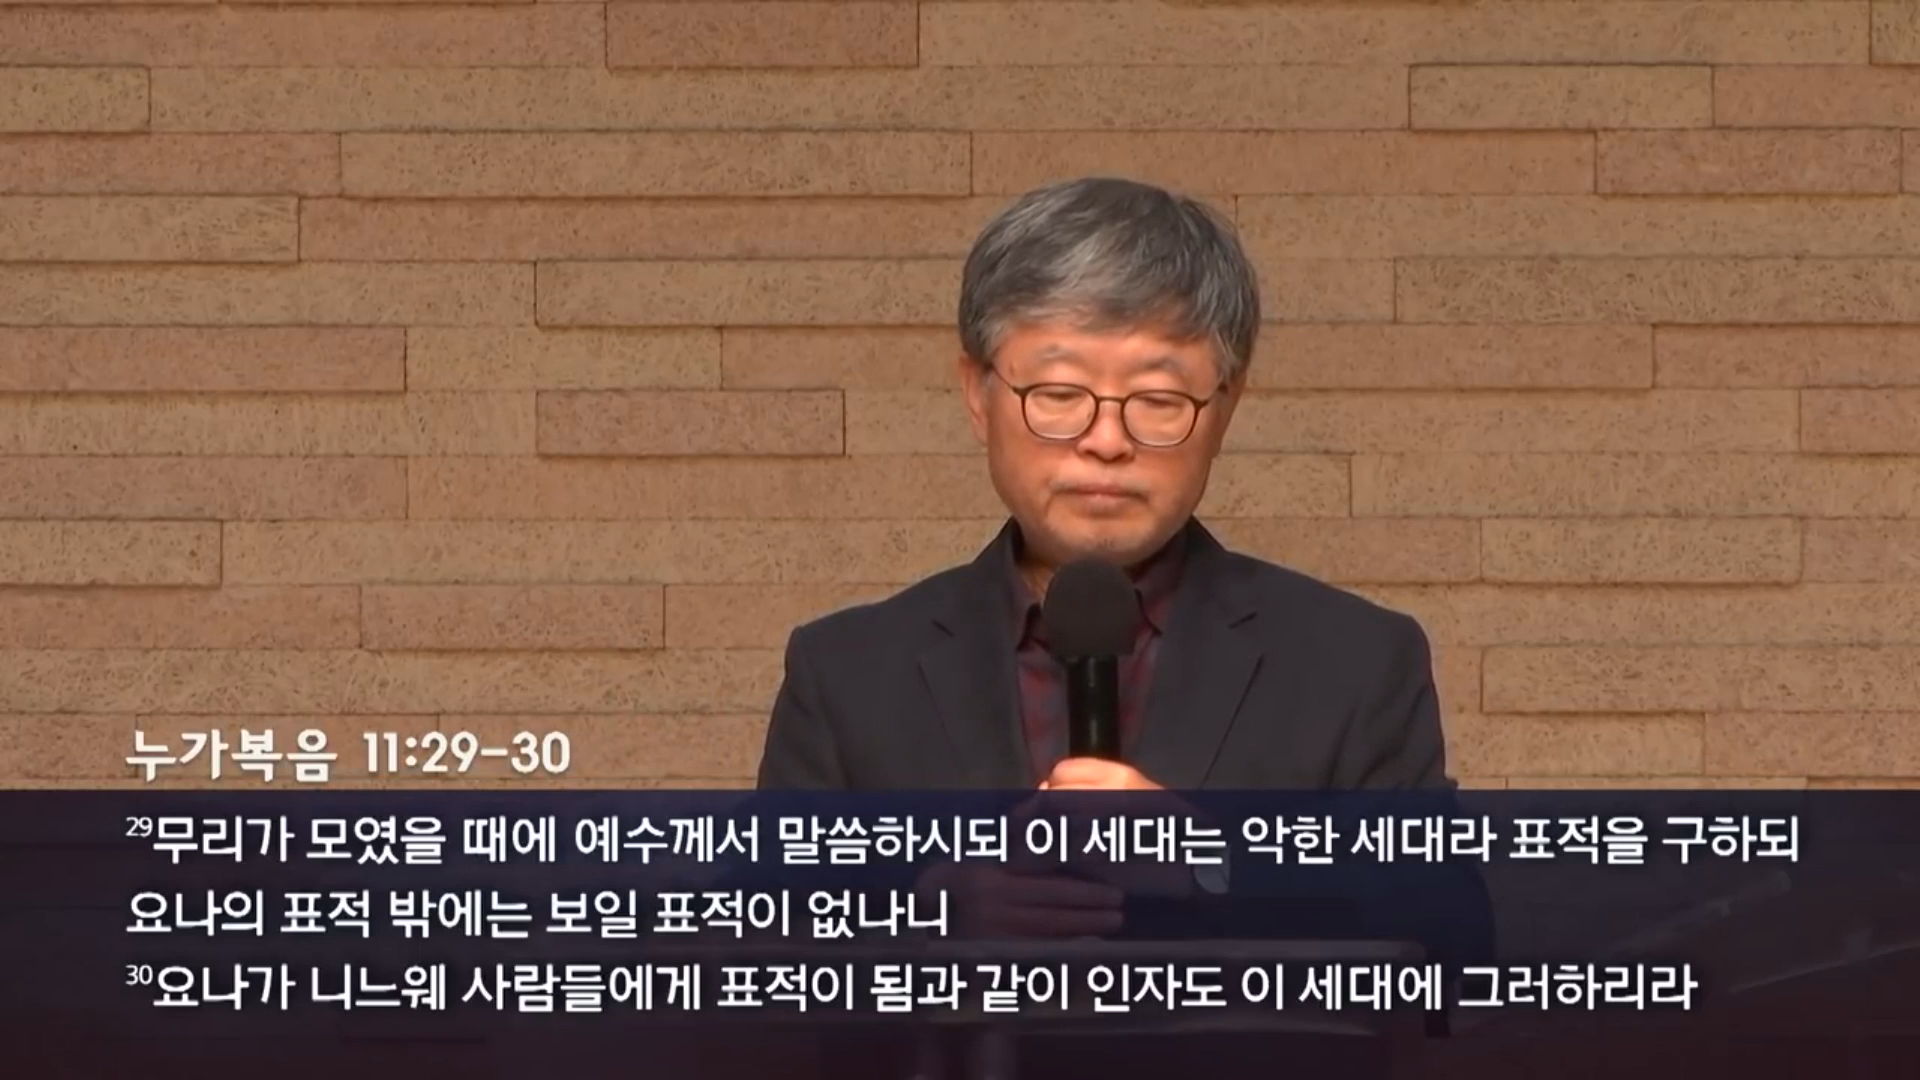 누가복음 11:29-30
29무리가 모였을 때에 예수께서 말씀하시되 이 세대는 악한 세대라 표적을 구하되
요나의 표적 밖에는 보일 표적이 없나니
30요나가 니느웨 사람들에게 표적이 됨과 같이 인자도 이 세대에 그러하리라